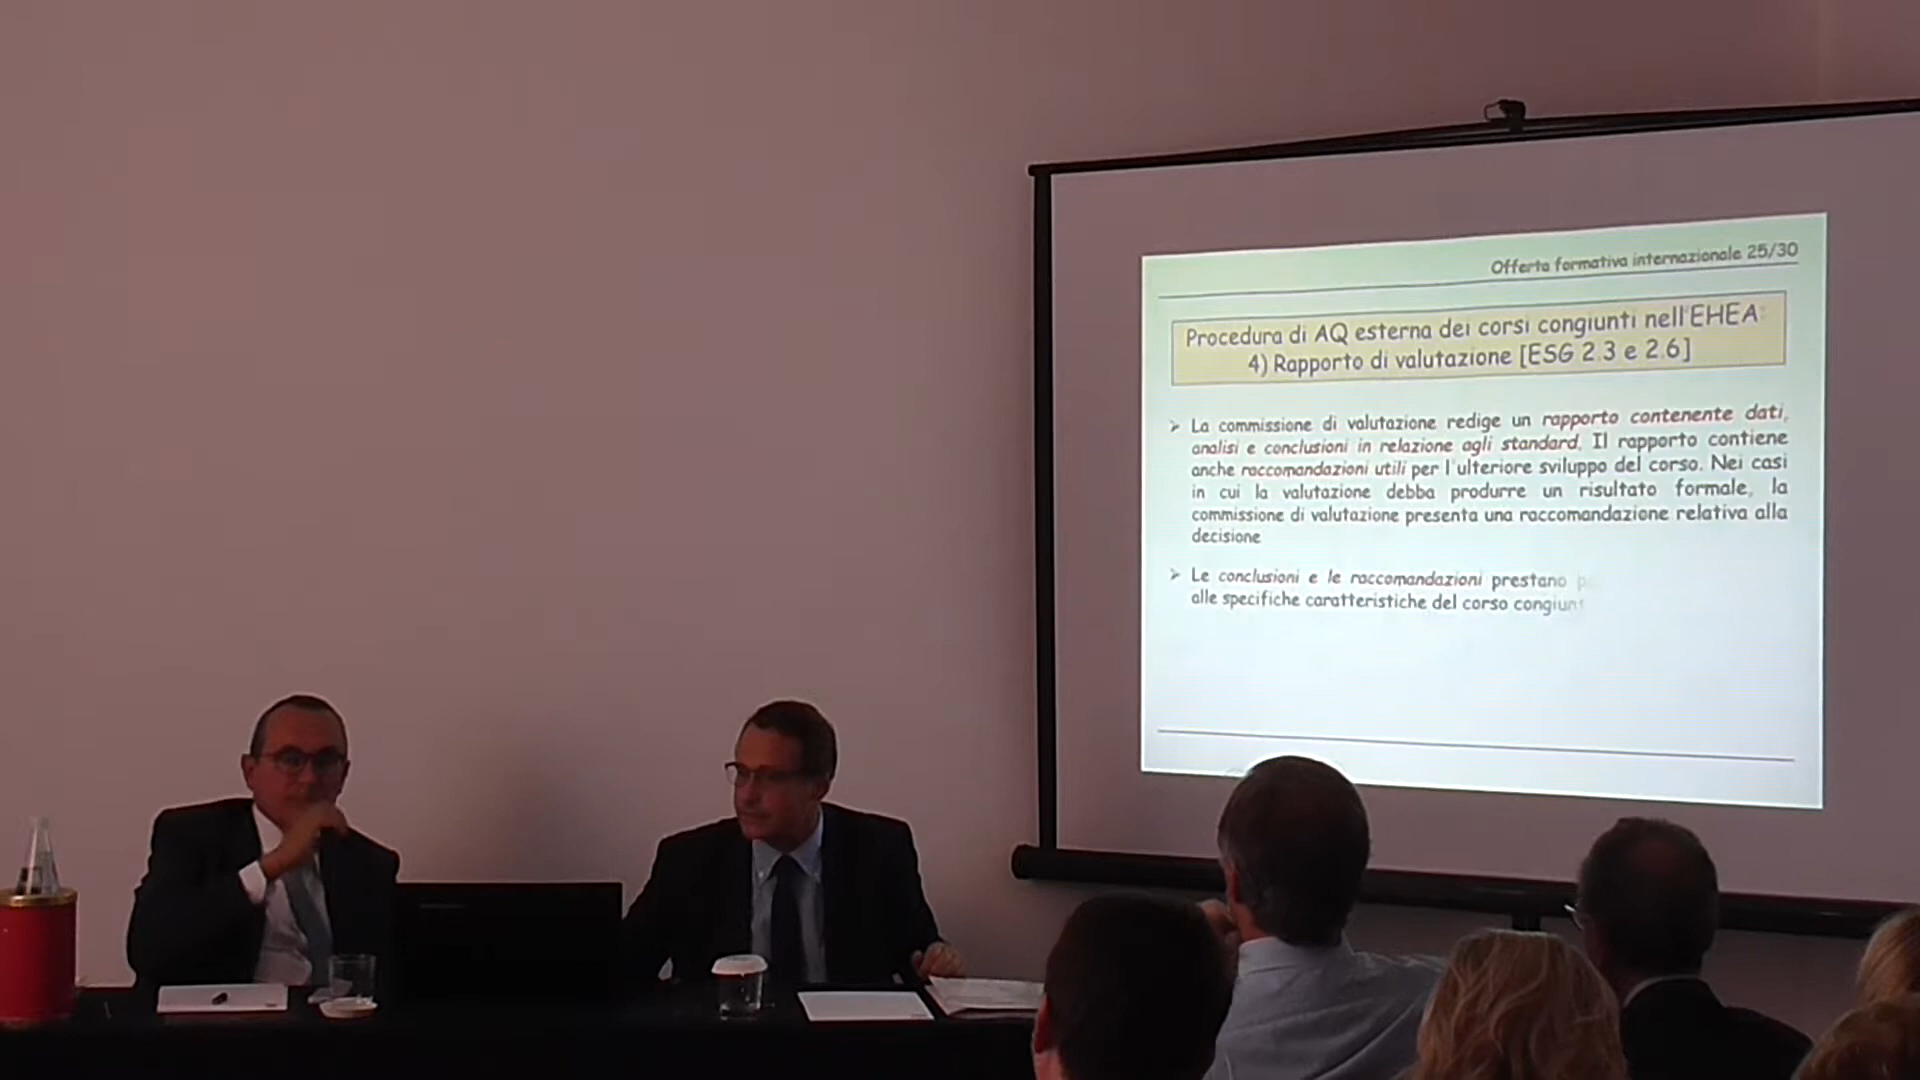 Offerta formativa internazionale 25/30
Procedura di AQ esterna dei corsi congiunti nell'EHEA:
4) Rapporto di valutazione [ESG 2.3 e 2.6]
➢ La commissione di valutazione redige un rapporto contenente dati,
analisi e conclusioni in relazione agli standard. Il rapporto contiene
anche raccomandazioni utili per l'ulteriore sviluppo del corso. Nei casi
in cui la valutazione debba produrre un risultato formale, la
commissione di valutazione presenta una raccomandazione relativa alla
decisione
➢ Le conclusioni e le raccomandazioni prestano
alle specifiche caratteristiche del corso